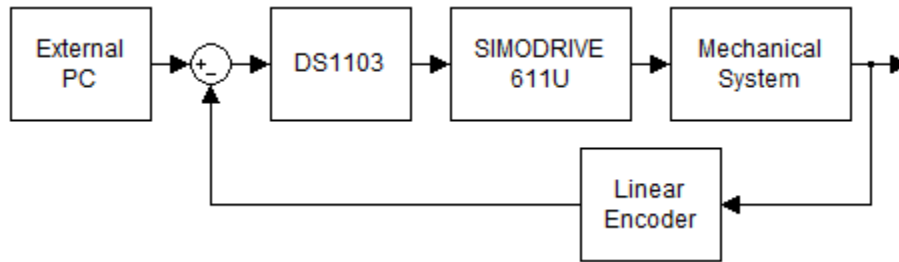 External
PC
+
−
DS1103
SIMODRIVE
611U
Mechanical
System
Linear
Encoder